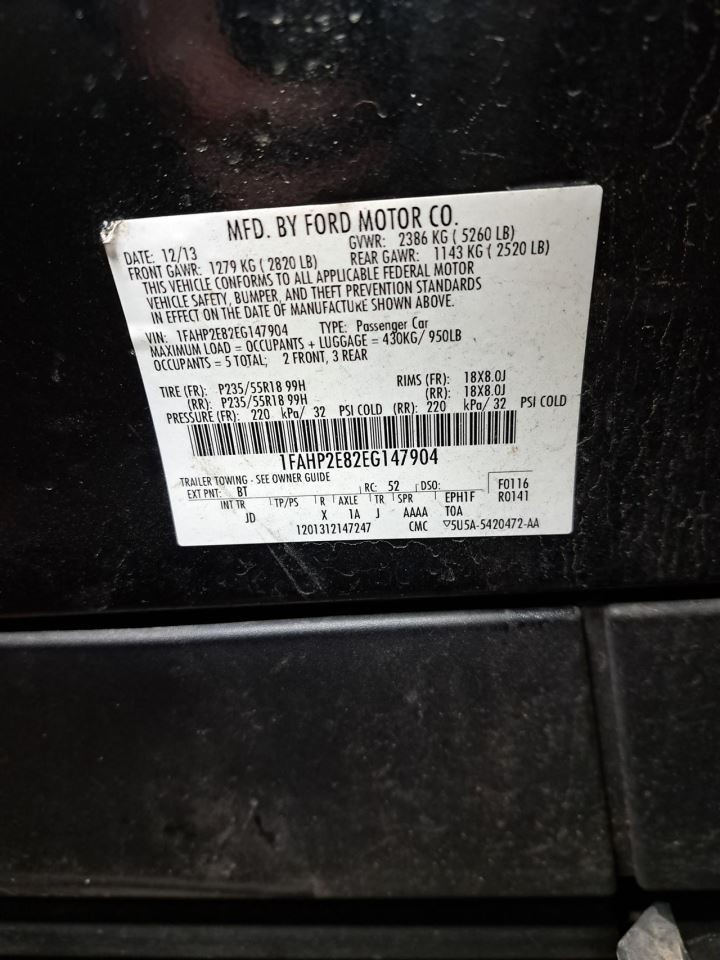 MFD. BY FORD MOTOR CO.
DATE: 12/13 GVWR: 2386 KG ( 5260 LB)
FRONT GAWR: 1279 KG ( 2820 LB) REAR GAWR: 1143 KG ( 2520 LB)
THIS VEHICLE CONFORMS TO ALL APPLICABLE FEDERAL MOTOR
VEHICLE SAFETY, BUMPER, AND THEFT PREVENTION STANDARDS
IN EFFECT ON THE DATE OF MANUFACTURE SHOWN ABOVE.
VIN: 1FAHP2E82EG147904 TYPE: Passenger Car
MAXIMUM LOAD = OCCUPANTS + LUGGAGE = 430KG/ 950LB
OCCUPANTS = 5 TOTAL; 2 FRONT, 3 REAR
TIRE (FR): P235/55R18 99H RIMS (FR): 18X8.0J
(RR): P235/55R18 99H (RR): 18X8.0J
PRESSURE (FR): 220 kPa/ 32 PSI COLD (RR): 220 kPa/ 32 PSI COLD
1FAHP2E82EG147904
TRAILER TOWING - SEE OWNER GUIDE
EXT PNT: BT RC: 52 DSO: F0116
INT TR TP/PS R AXLE TR SPR EPH1F R0141
JD X 1A J AAAA TOA
1201312147247 CMC ▽5U5A-5420472-AA